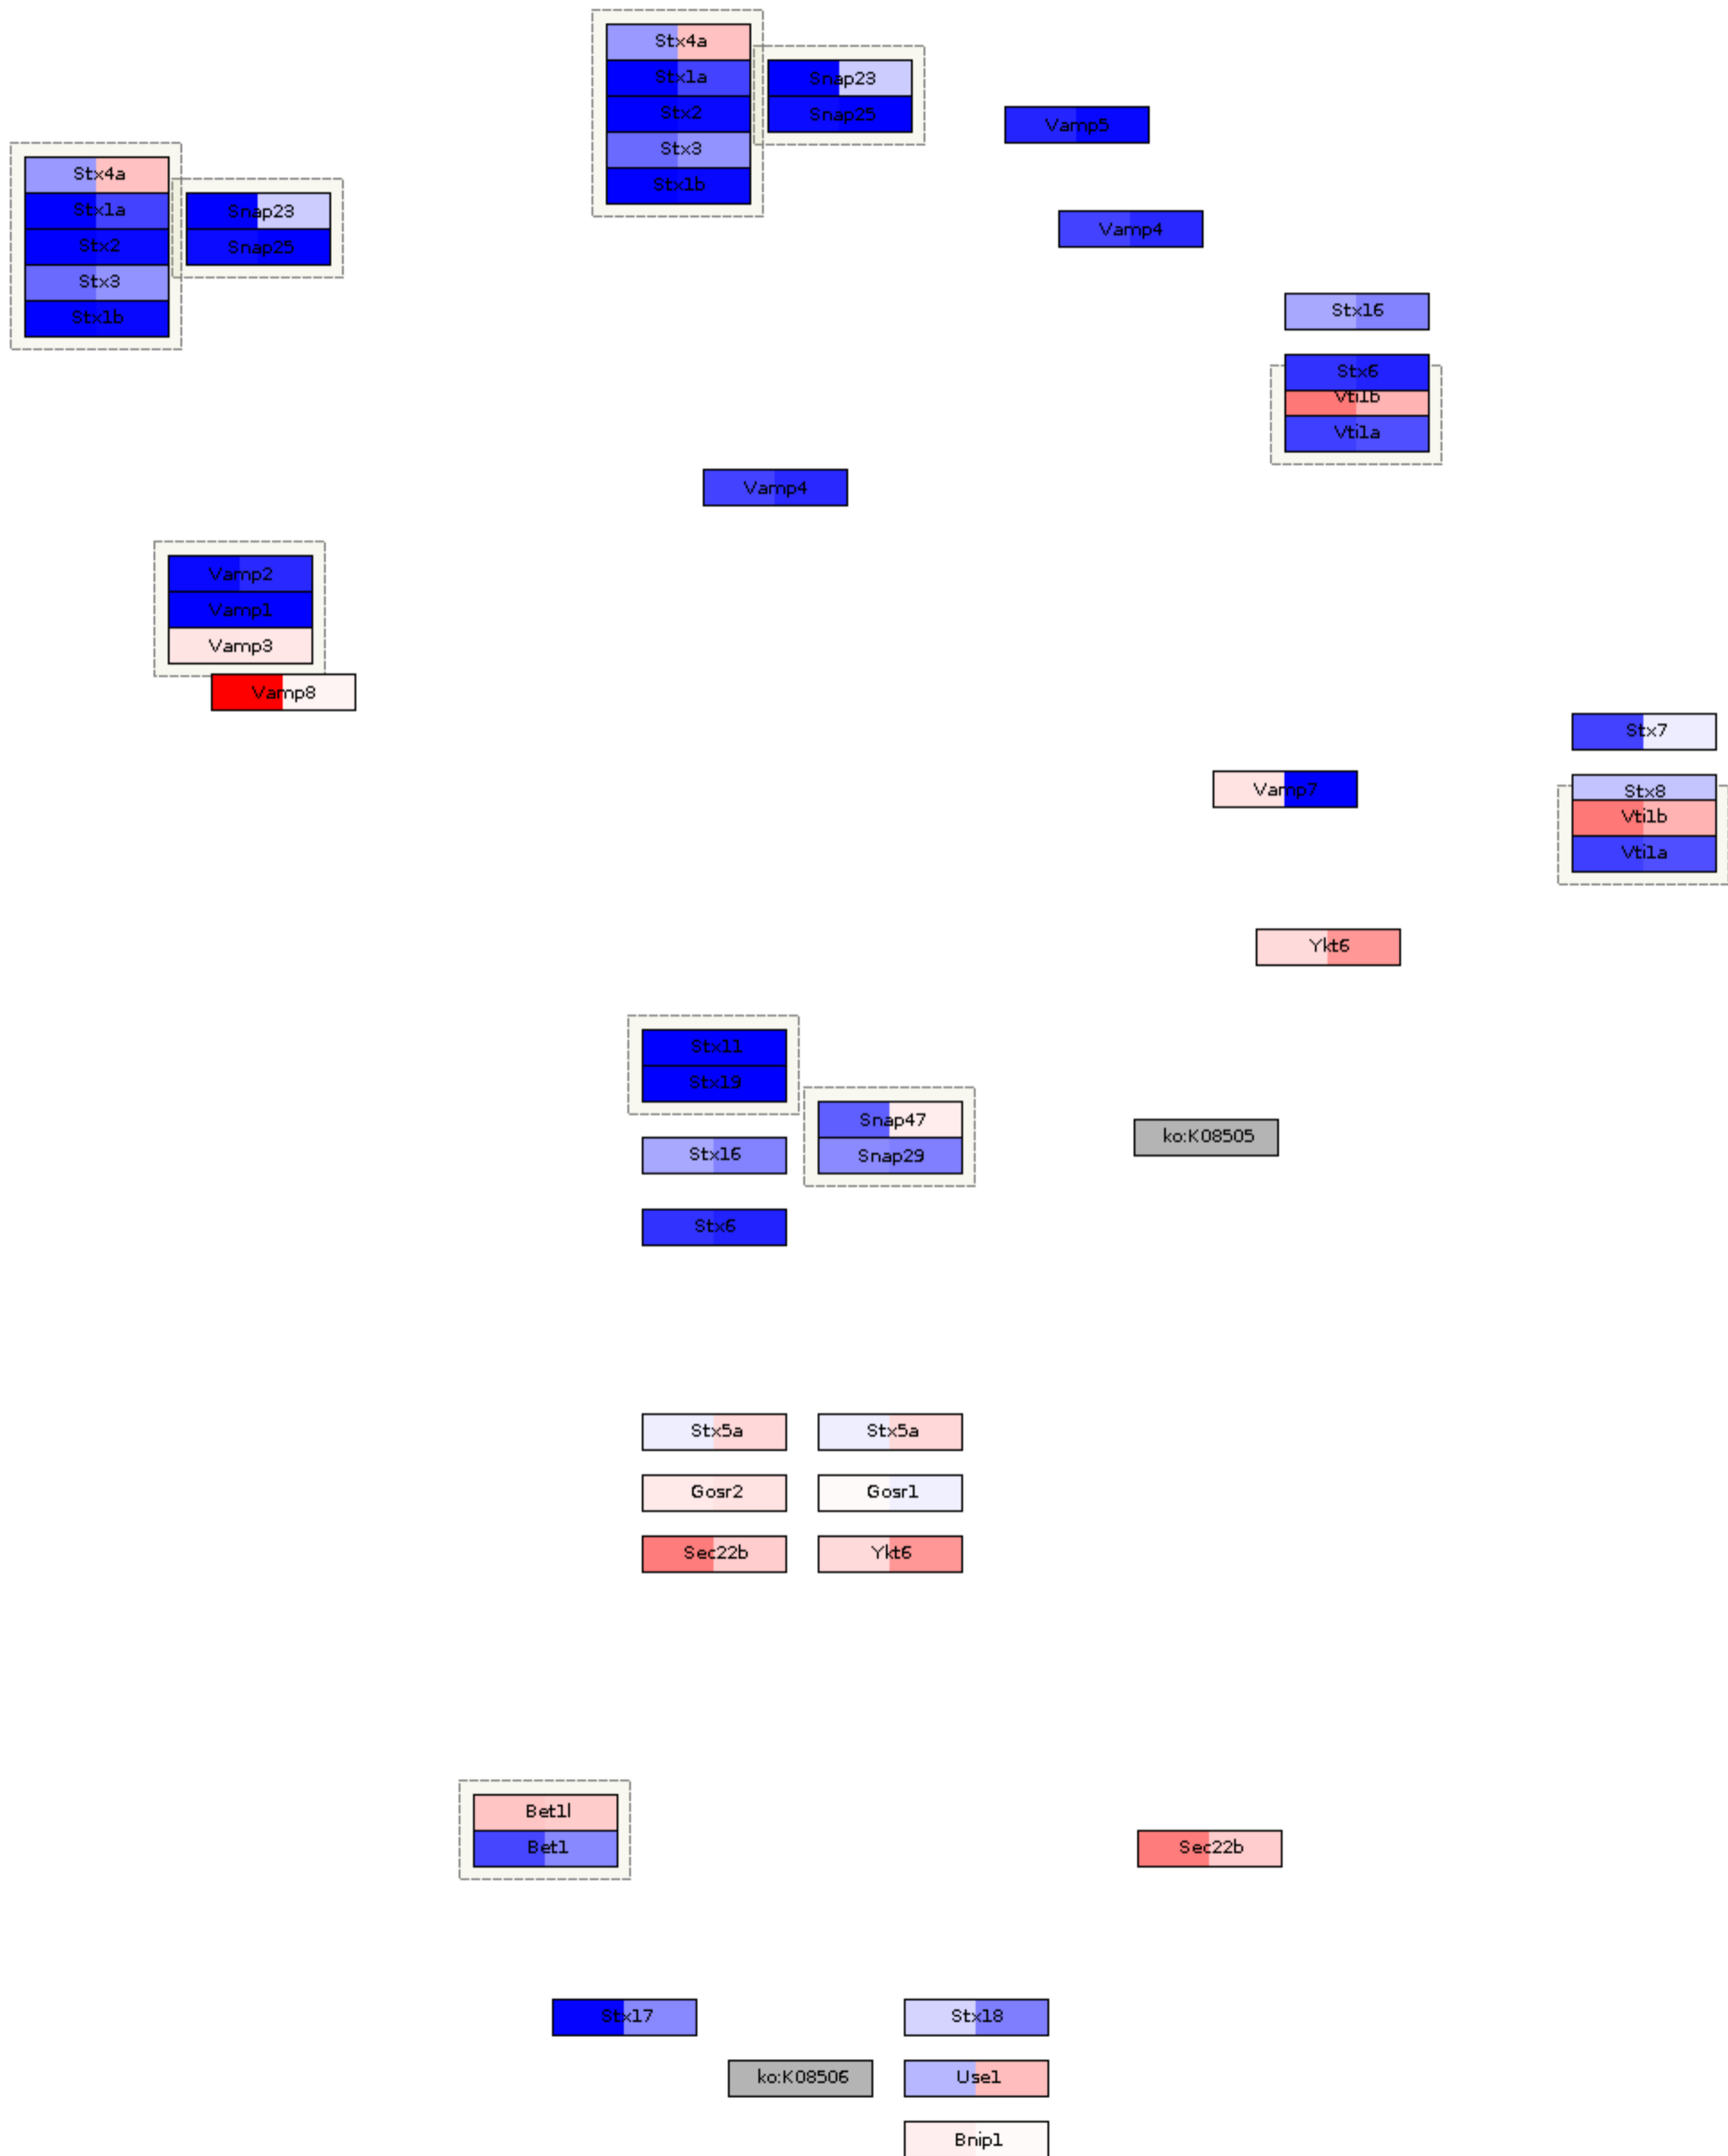 Stx4a
Stx1a
Stx2
Stx3
Stx1b
Snap23
Snap25
Vamp5
Vamp4
Stx4a
Stx1a
Stx2
Stx3
Stx1b
Snap23
Snap25
Stx16
Stx6
Vti1b
Vti1a
Vamp4
Vamp2
Vamp1
Vamp3
Vamp8
Stx7
Stx8
Vti1b
Vti1a
Vamp7
Ykt6
Stx11
Stx19
Snap47
Snap29
ko:K08505
Stx16
Stx6
Stx5a
Stx5a
Gosr2
Gosr1
Sec22b
Ykt6
Bet1l
Bet1
Sec22b
Stx17
Stx18
ko:K08506
Use1
Bnip1